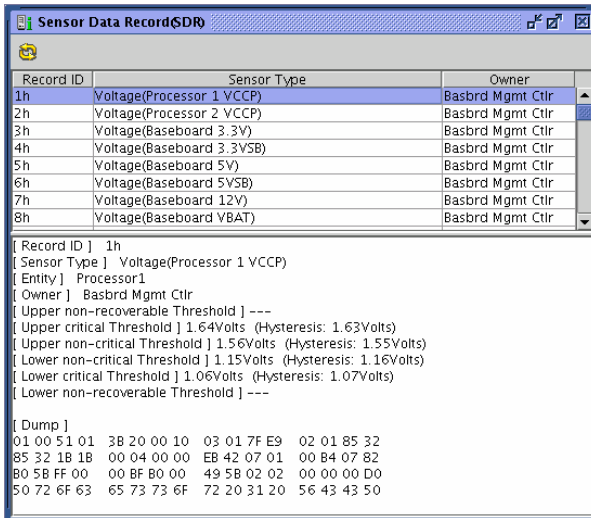 Sensor Data Record(SDR)
Record ID Sensor Type Owner
1h Voltage(Processor 1 VCCP) Basbrd Mgmt Ctlr
2h Voltage(Processor 2 VCCP) Basbrd Mgmt Ctlr
3h Voltage(Baseboard 3.3V) Basbrd Mgmt Ctlr
4h Voltage(Baseboard 3.3VSB) Basbrd Mgmt Ctlr
5h Voltage(Baseboard 5V) Basbrd Mgmt Ctlr
6h Voltage(Baseboard 5VSB) Basbrd Mgmt Ctlr
7h Voltage(Baseboard 12V) Basbrd Mgmt Ctlr
8h Voltage(Baseboard VBAT) Basbrd Mgmt Ctlr
[ Record ID ] 1h
[ Sensor Type ] Voltage(Processor 1 VCCP)
[ Entity ] Processor1
[ Owner ] Basbrd Mgmt Ctlr
[ Upper non-recoverable Threshold ] ---
[ Upper critical Threshold ] 1.64Volts (Hysteresis: 1.63Volts)
[ Upper non-critical Threshold ] 1.56Volts (Hysteresis: 1.55Volts)
[ Lower non-critical Threshold ] 1.15Volts (Hysteresis: 1.16Volts)
[ Lower critical Threshold ] 1.06Volts (Hysteresis: 1.07Volts)
[ Lower non-recoverable Threshold ] ---
[ Dump ]
01 00 51 01 3B 20 00 10 03 01 7F E9 02 01 85 32
85 32 1B 1B 00 04 00 00 EB 42 07 01 00 B4 07 82
B0 5B FF 00 00 BF B0 00 49 5B 02 02 00 00 00 D0
50 72 6F 63 65 73 73 6F 72 20 31 20 56 43 43 50